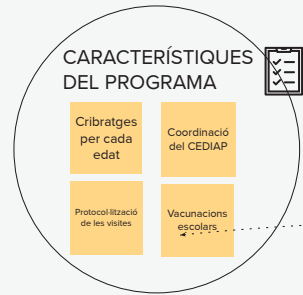 CARACTERÍSTIQUES
DEL PROGRAMA
Cribratges
per cada
edat
Coordinació
del CEDIAP
Protocol·lització
de les visites
Vacunacions
escolars